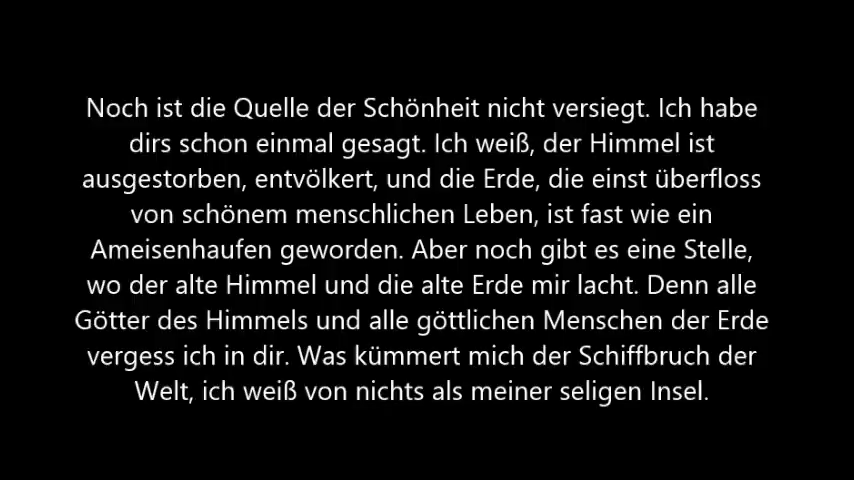 Noch ist die Quelle der Schönheit nicht versiegt. Ich habe
dirs schon einmal gesagt. Ich weiß, der Himmel ist
ausgestorben, entvölkert, und die Erde, die einst überfloss
von schönem menschlichen Leben, ist fast wie ein
Ameisenhaufen geworden. Aber noch gibt es eine Stelle,
wo der alte Himmel und die alte Erde mir lacht. Denn alle
Götter des Himmels und alle göttlichen Menschen der Erde
vergess ich in dir. Was kümmert mich der Schiffbruch der
Welt, ich weiß von nichts als meiner seligen Insel.